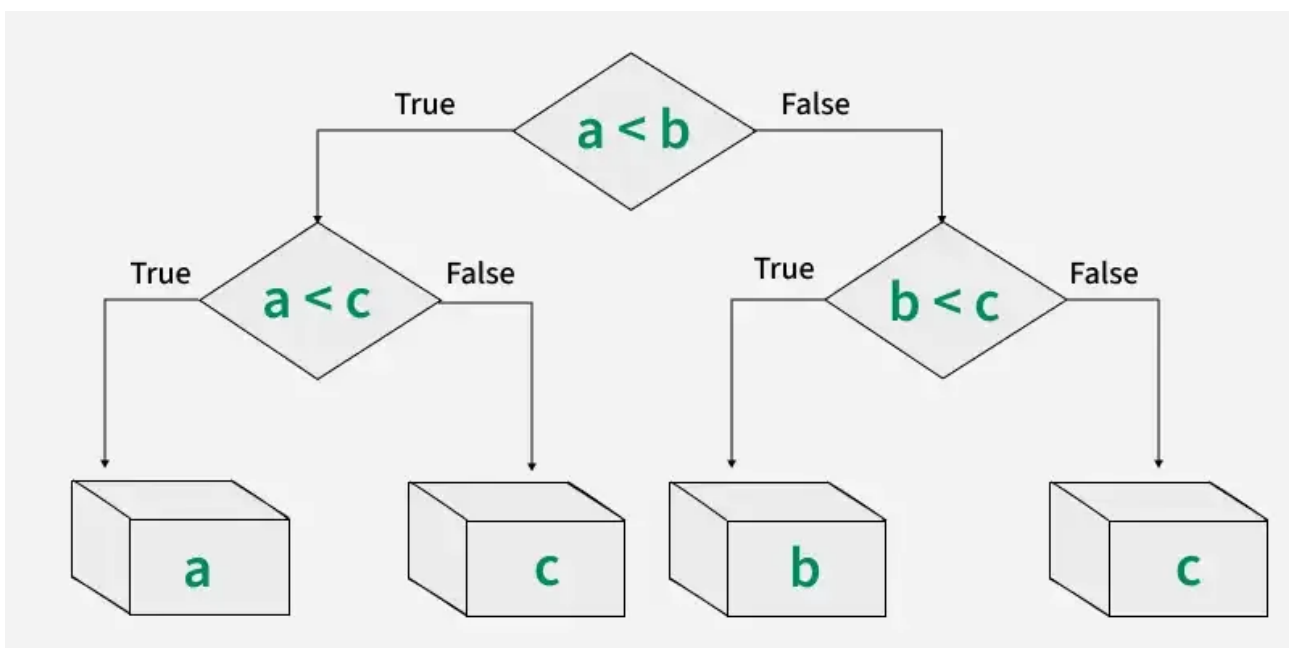 True
a < b
False
True
a < c
False
True
b < c
False
a
c
b
c